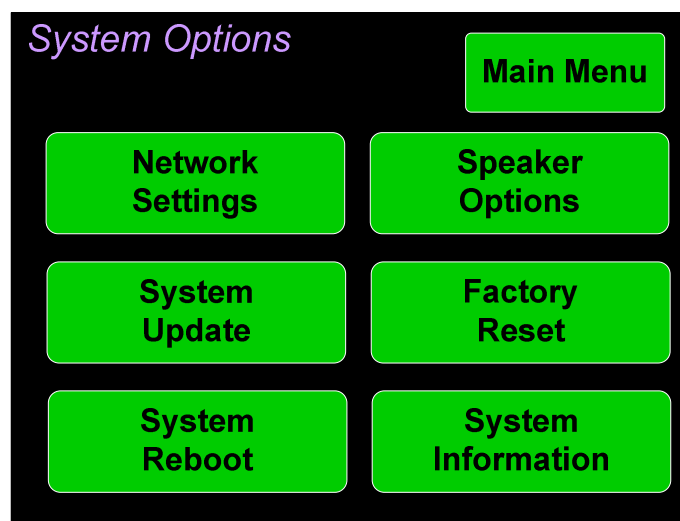 System Options
Main Menu
Network
Settings
Speaker
Options
System
Update
Factory
Reset
System
Reboot
System
Information